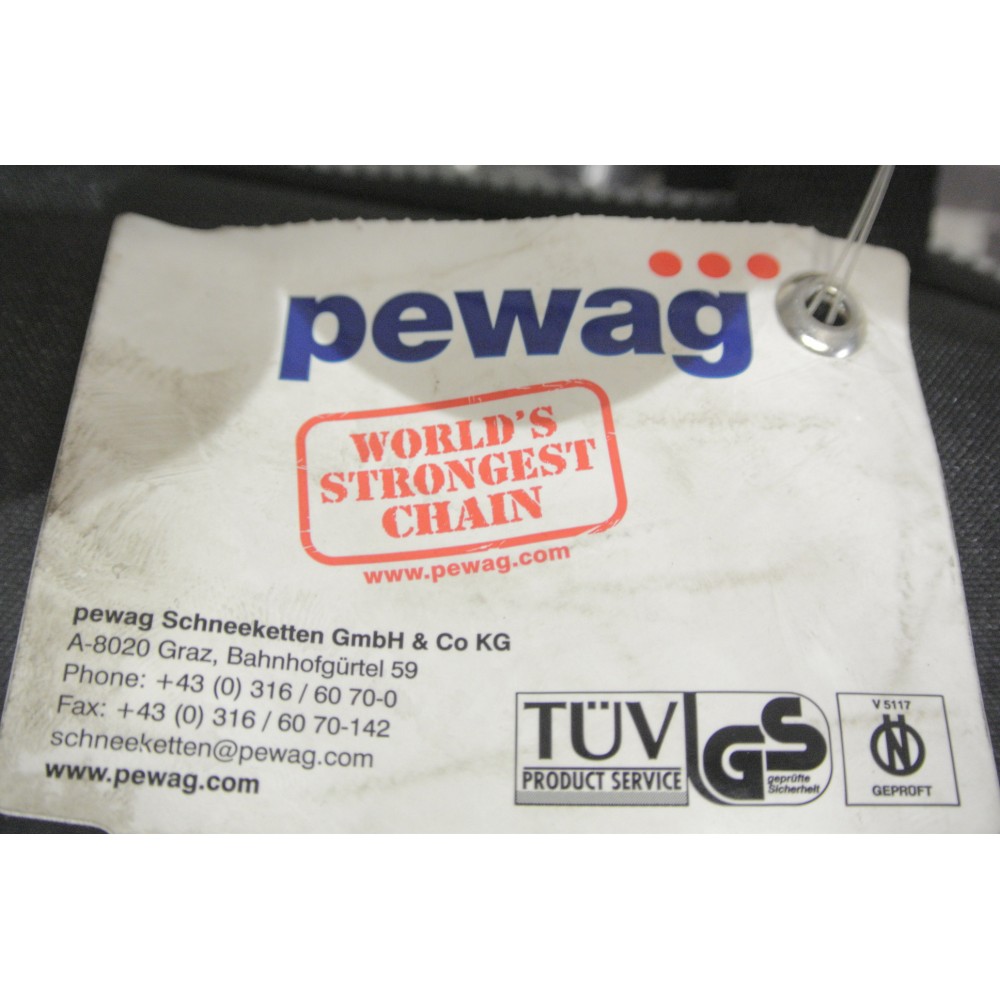 pewag
WORLD'S
STRONGEST
CHAIN
www.pewag.com
pewag Schneeketten GmbH & Co KG
A-8020 Graz, Bahnhofgürtel 59
Phone: +43 (0) 316 / 60 70-0
Fax: +43 (0) 316 / 60 70-142
schneeketten@pewag.com
www.pewag.com
TÜV
PRODUCT SERVICE
GS
geprüfte
Sicherheit
V 5117
N
GEPRÜFT